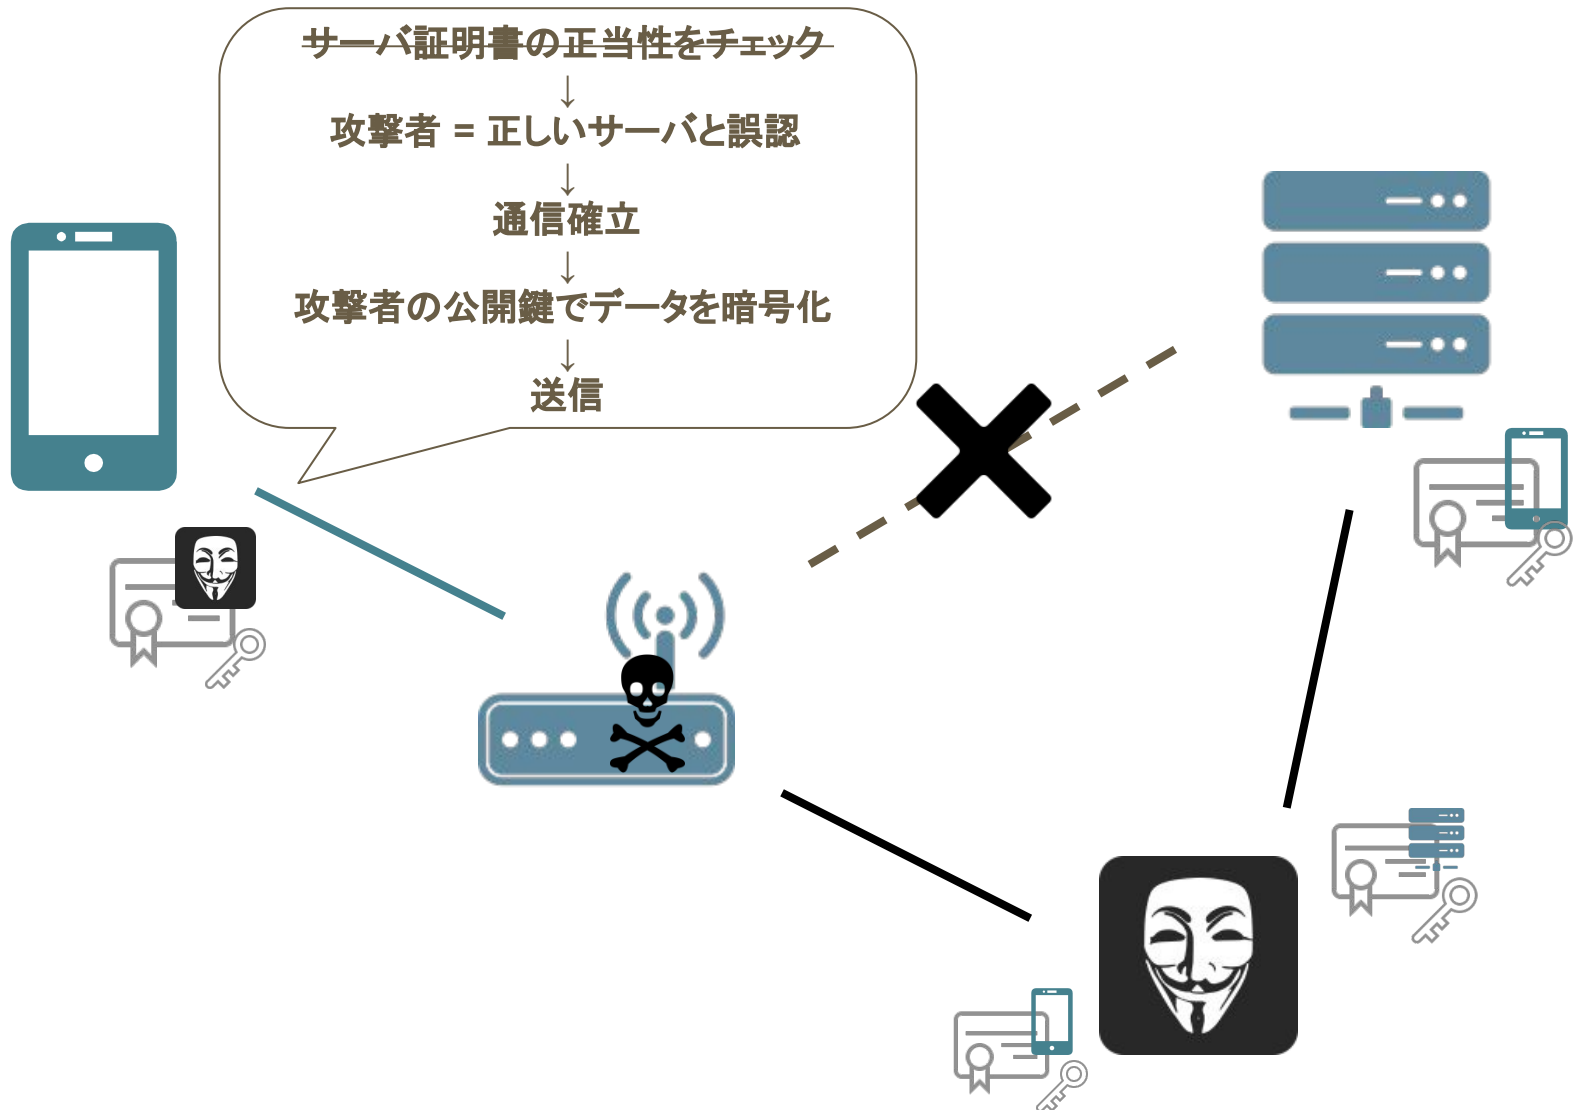 サーバ証明書の正当性をチェック
↓
攻撃者 = 正しいサーバと誤認
↓
通信確立
↓
攻撃者の公開鍵でデータを暗号化
↓
送信